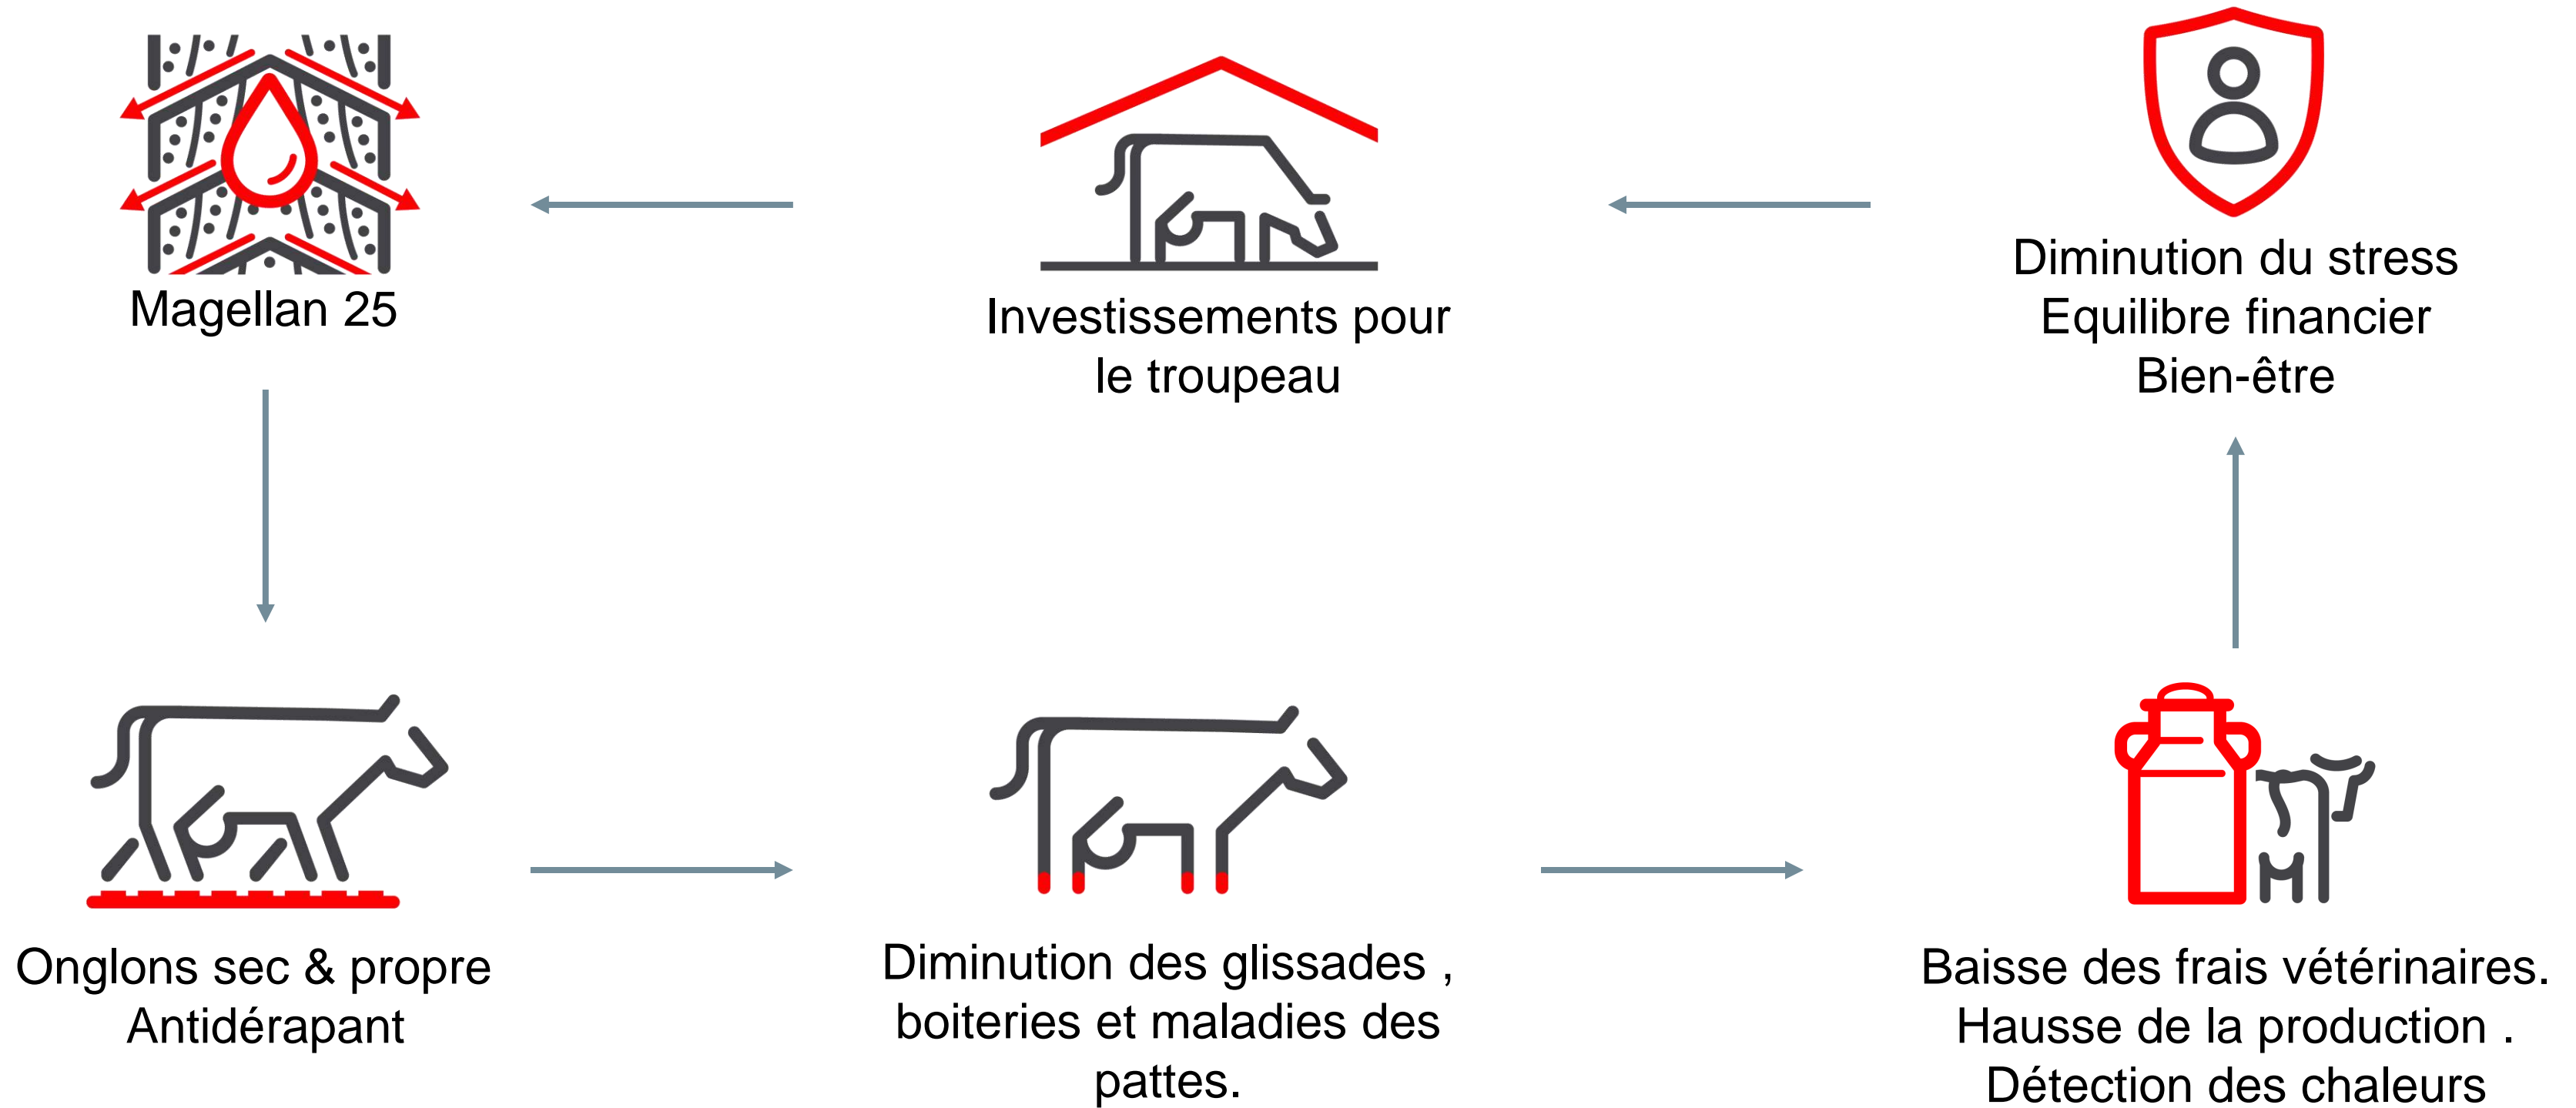 Magellan 25
Investissements pour
le troupeau
Diminution du stress
Equilibre financier
Bien-être
Onglons sec & propre
Antidérapant
Diminution des glissades ,
boiteries et maladies des
pattes.
Baisse des frais vétérinaires.
Hausse de la production .
Détection des chaleurs